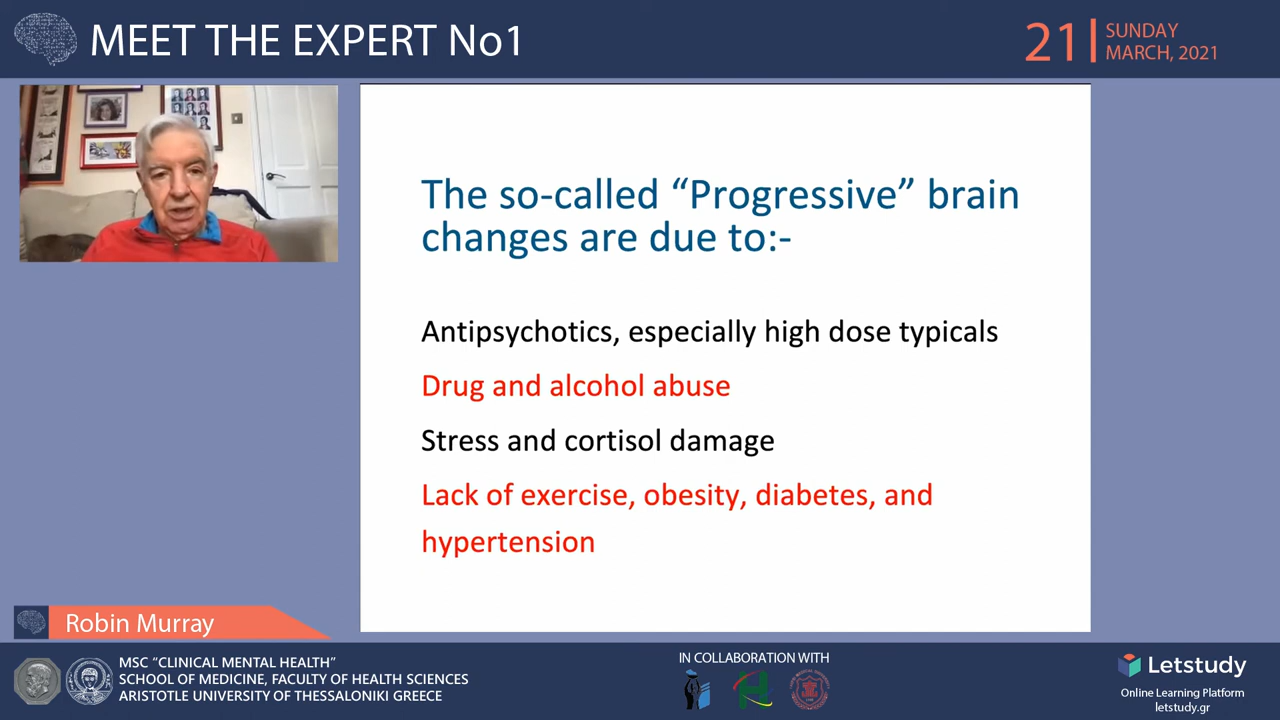 MEET THE EXPERT No1
21
SUNDAY
MARCH, 2021
The so-called “Progressive” brain
changes are due to:-
Antipsychotics, especially high dose typicals
Drug and alcohol abuse
Stress and cortisol damage
Lack of exercise, obesity, diabetes, and
hypertension
Robin Murray
MSC “CLINICAL MENTAL HEALTH”
SCHOOL OF MEDICINE, FACULTY OF HEALTH SCIENCES
ARISTOTLE UNIVERSITY OF THESSALONIKI GREECE
IN COLLABORATION WITH
Letstudy
Online Learning Platform
letstudy.gr